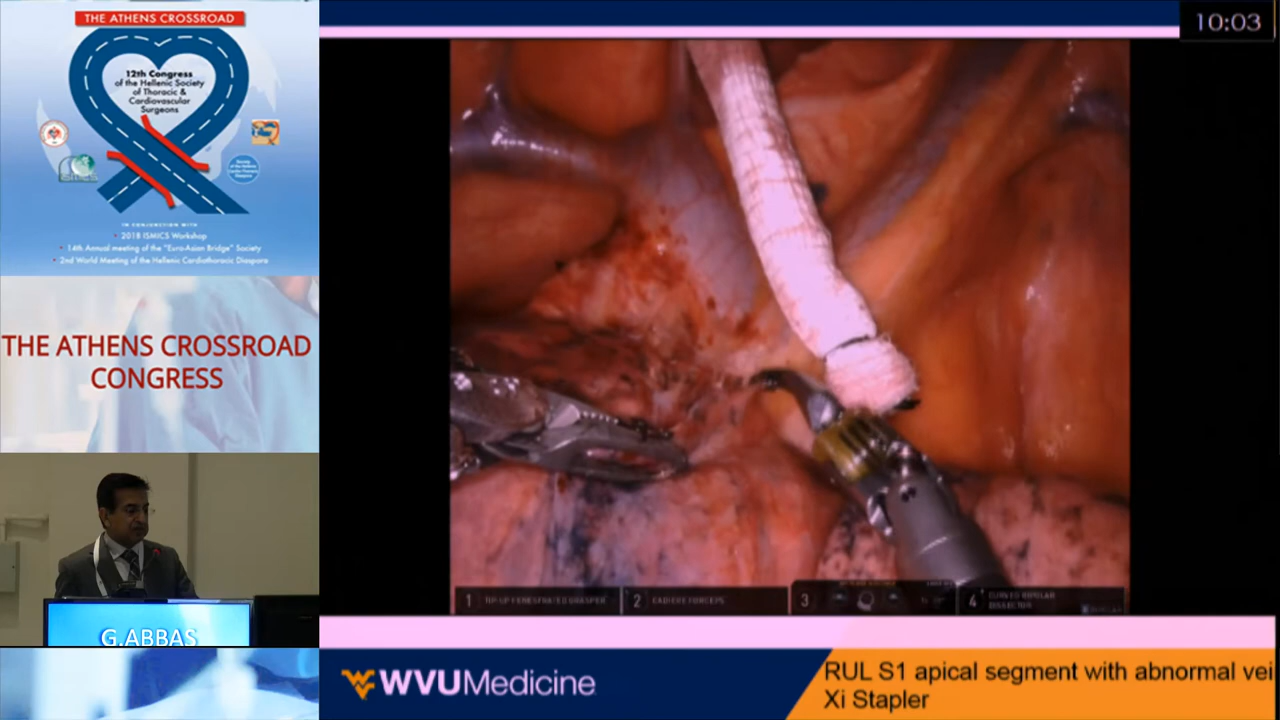 THE ATHENS CROSSROAD
12th Congress
of the Hellenic Society
of Thoracic &
Cardiovascular
Surgeons
ISMICS
IN CONJUNCTION WITH
• 2018 ISMICS Workshop
• 14th Annual meeting of the "Euro-Asian Bridge" Society
• 2nd World Meeting of the Hellenic Cardiothoracic Diaspora
THE ATHENS CROSSROAD
CONGRESS
G.ABBAS
10:03
1 TIP-UP FENESTRATED GRASPER
2 CADIERE FORCEPS
3
4 CURVED BIPOLAR
DISSECTOR
WVUMedicine
RUL S1 apical segment with abnormal vei
Xi Stapler